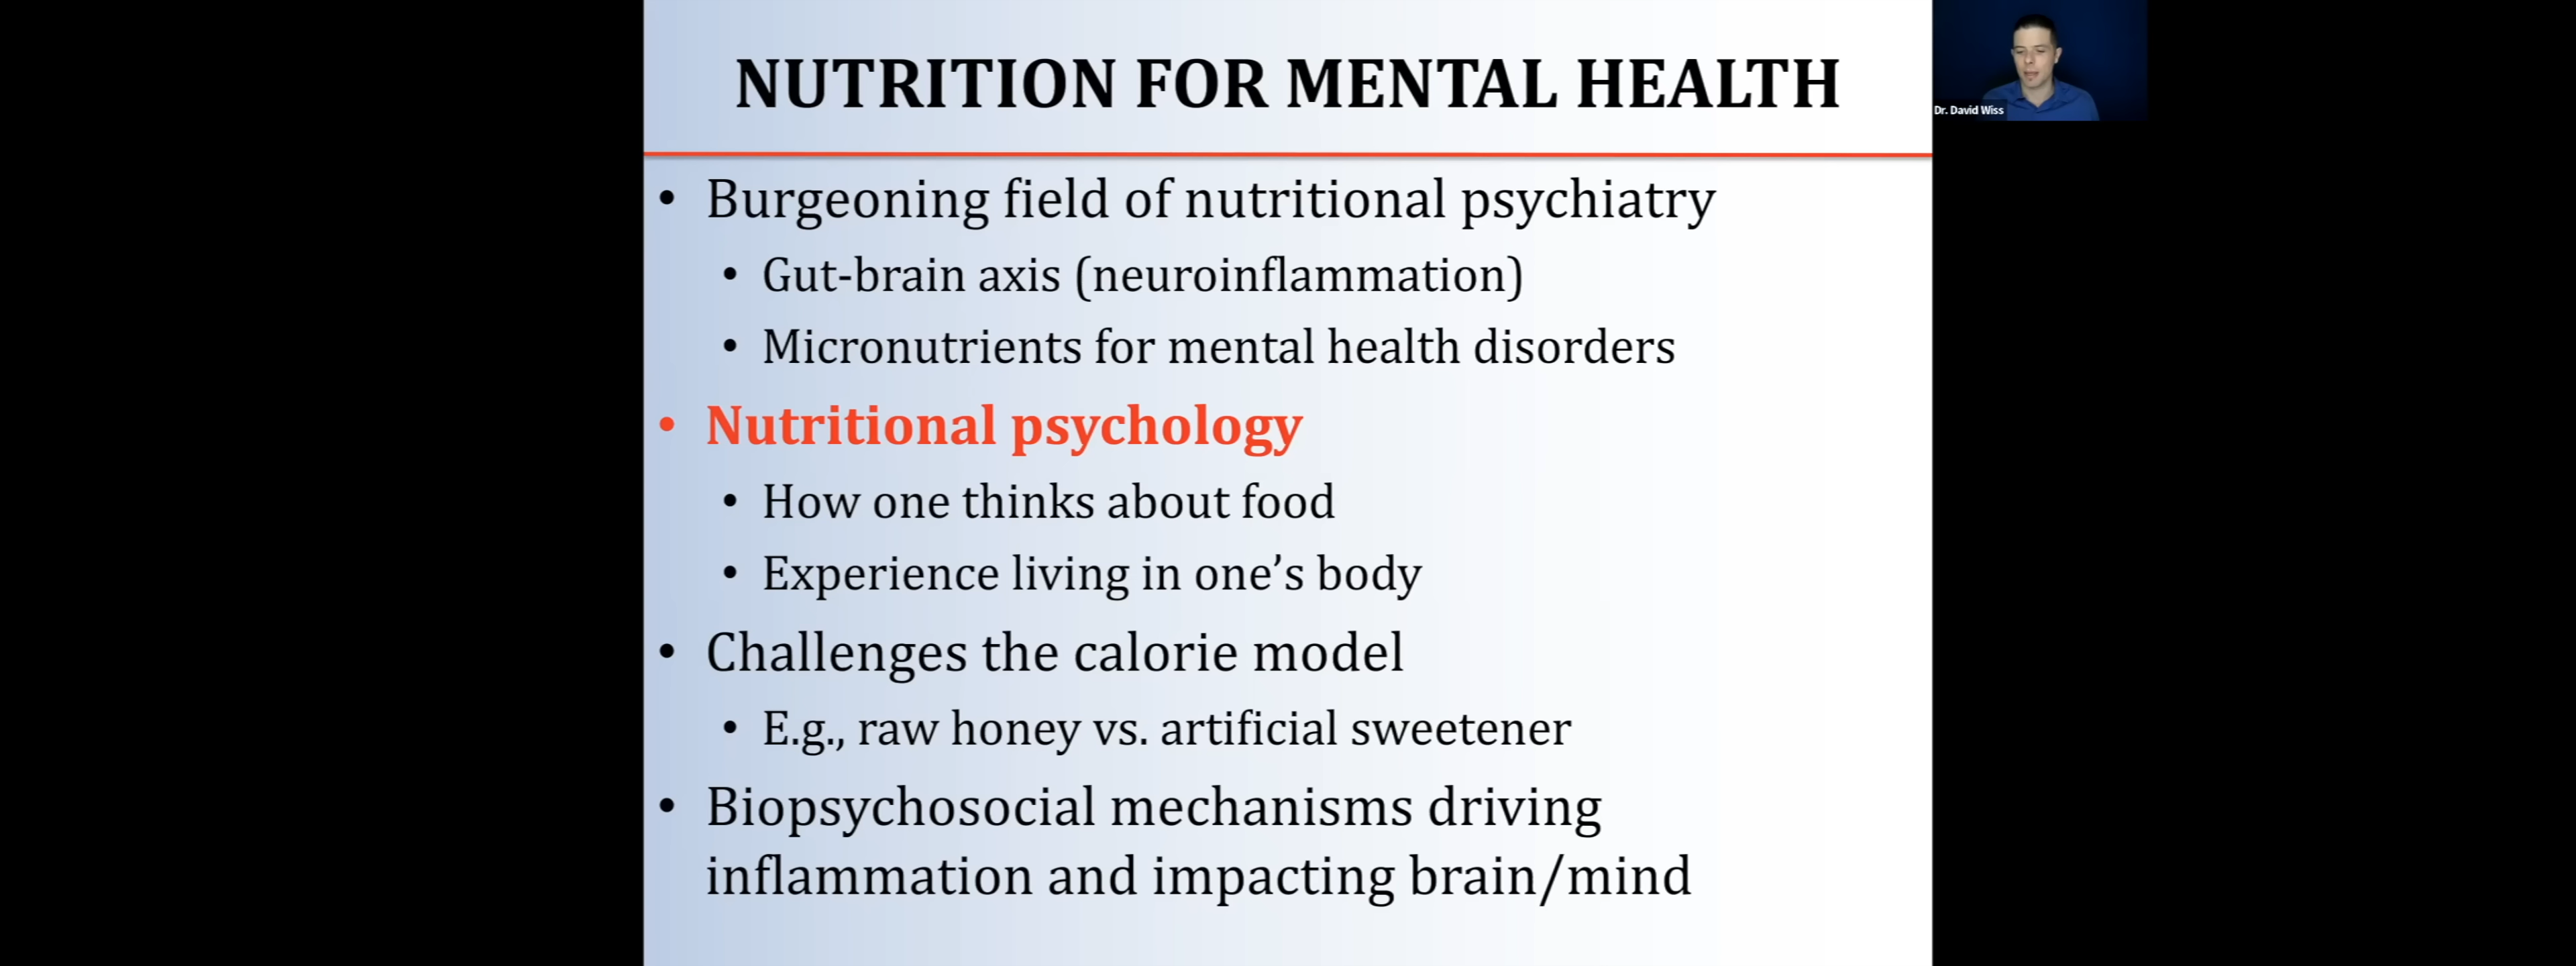 NUTRITION FOR MENTAL HEALTH
Dr. David Wiss
• Burgeoning field of nutritional psychiatry
• Gut-brain axis (neuroinflammation)
• Micronutrients for mental health disorders
• Nutritional psychology
• How one thinks about food
• Experience living in one’s body
• Challenges the calorie model
• E.g., raw honey vs. artificial sweetener
• Biopsychosocial mechanisms driving
inflammation and impacting brain/mind